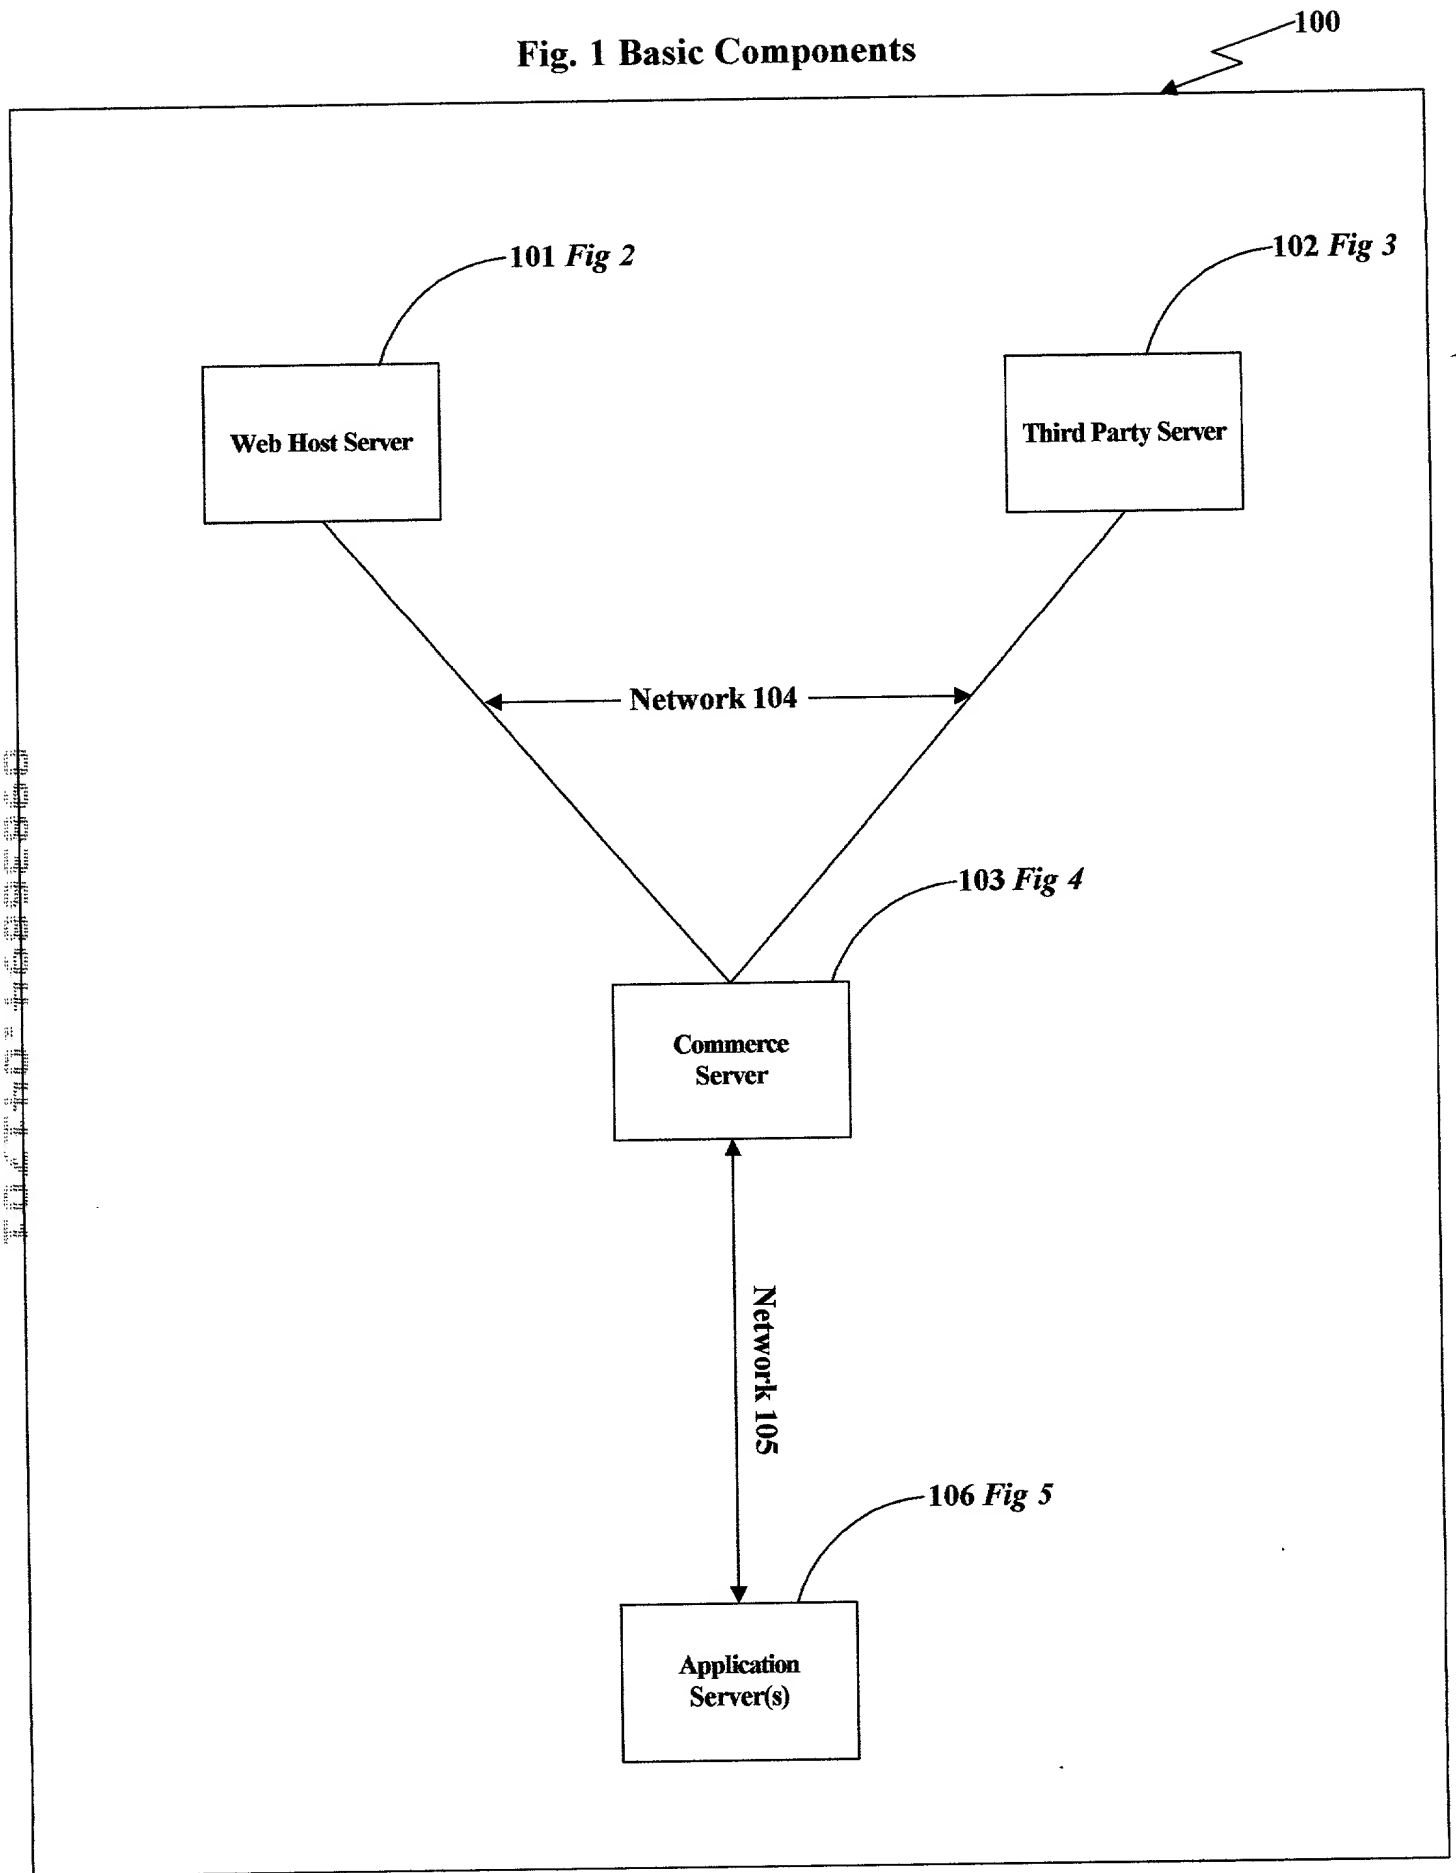 100
Fig. 1 Basic Components
101 Fig 2
102 Fig 3
Web Host Server
Third Party Server
Network 104
103 Fig 4
Commerce
Server
Network 105
106 Fig 5
Application
Server(s)